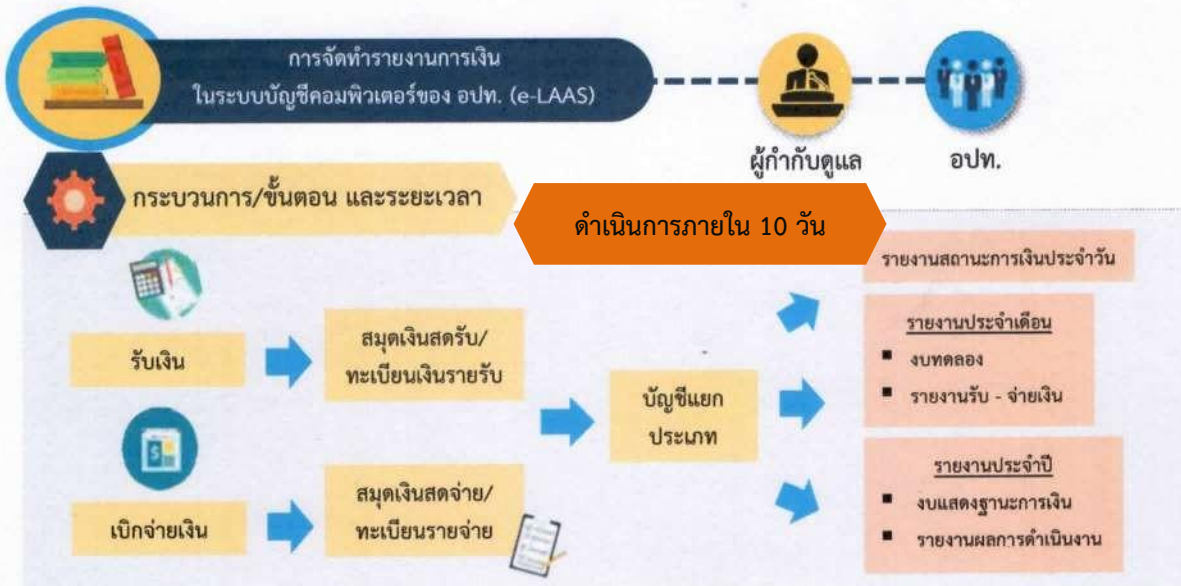 การจัดทำรายงานการเงิน
ในระบบบัญชีคอมพิวเตอร์ของ อปท. (e-LAAS)
ผู้กำกับดูแล
อปท.
กระบวนการ/ขั้นตอน และระยะเวลา
ดำเนินการภายใน 10 วัน
รับเงิน
สมุดเงินสดรับ/
ทะเบียนเงินรายรับ
เบิกจ่ายเงิน
สมุดเงินสดจ่าย/
ทะเบียนรายจ่าย
บัญชีแยก
ประเภท
รายงานสถานะการเงินประจำวัน
รายงานประจำเดือน
▪ งบทดลอง
▪ รายงานรับ - จ่ายเงิน
รายงานประจำปี
▪ งบแสดงฐานะการเงิน
▪ รายงานผลการดำเนินงาน